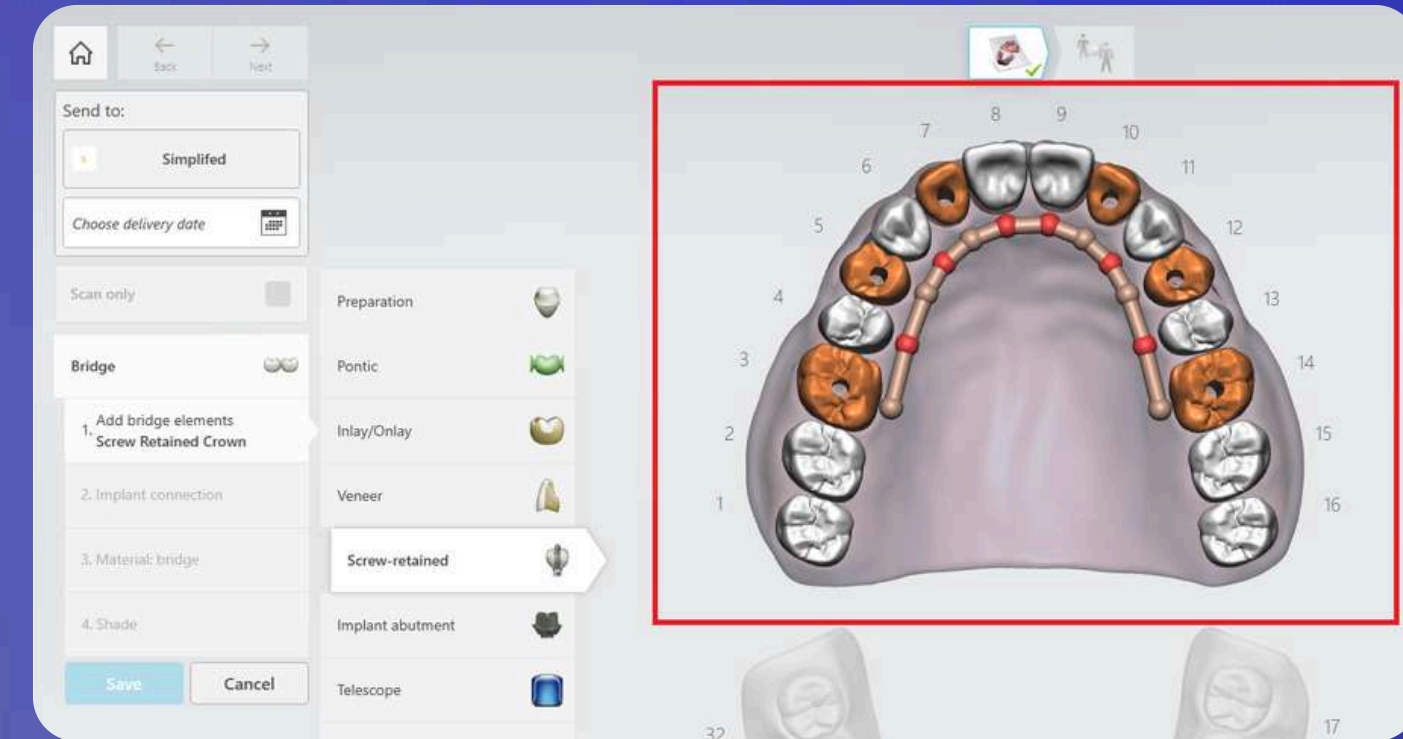 Back
Next
Send to:
Simplifed
Choose delivery date
Scan only
Bridge
1. Add bridge elements
Screw Retained Crown
2. Implant connection
3. Material: bridge
4. Shade
Save
Cancel
Preparation
Pontic
Inlay/Onlay
Veneer
Screw-retained
Implant abutment
Telescope
8
9
7
10
6
11
5
12
4
13
3
14
2
15
1
16
32
17